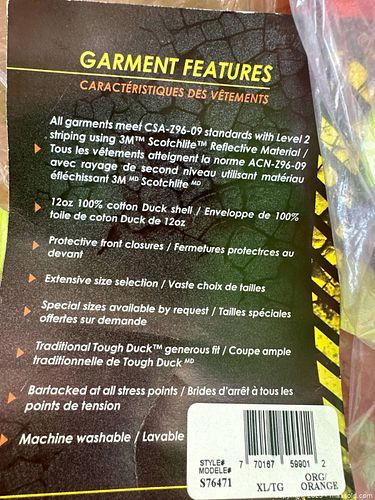 GARMENT FEATURES
CARACTÉRISTIQUES DES VÊTEMENTS
All garments meet CSA-Z96-09 standards with Level 2
striping using 3M™ Scotchlite™ Reflective Material /
Tous les vêtements atteignent la norme ACN-Z96-09
avec rayage de second niveau utilisant matériau
éfléchissant 3M MD Scotchlite MD
12oz 100% cotton Duck shell / Enveloppe de 100%
toile de coton Duck de 12oz
Protective front closures / Fermetures protectrces au
devant
Extensive size selection / Vaste choix de tailles
Special sizes available by request / Tailles spéciales
offertes sur demande
Traditional Tough Duck™ generous fit / Coupe ample
traditionnelle de Tough Duck MD
Bartacked at all stress points / Brides d'arrêt à tous les
points de tension
Machine washable / Lavable
STYLE#
MODELE#
S76471
7 70167 59901 2
XL/TG
ORG/
ORANGE